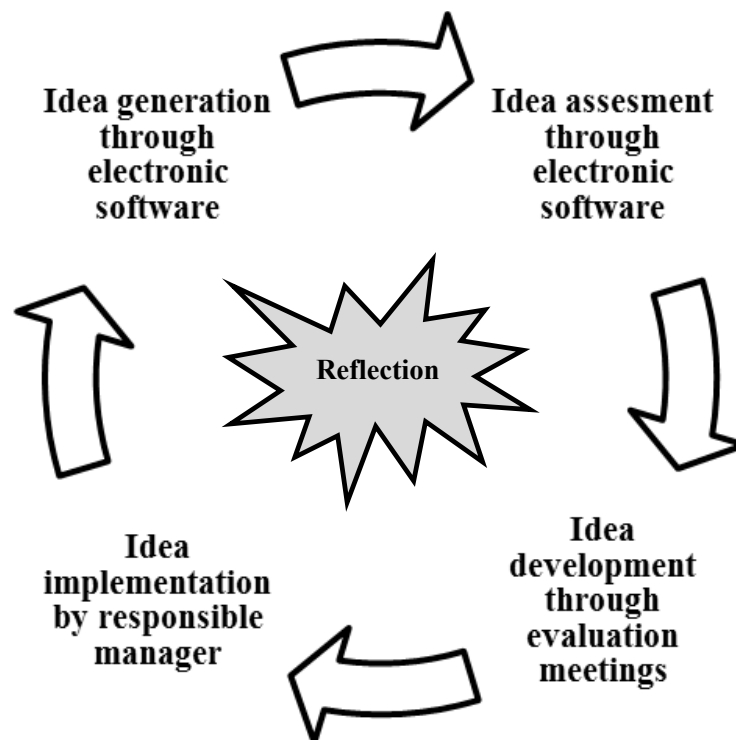 Idea generation
through
electronic
software
Idea assesment
through
electronic
software
Reflection
Idea
implementation
by responsible
manager
Idea
development
through
evaluation
meetings